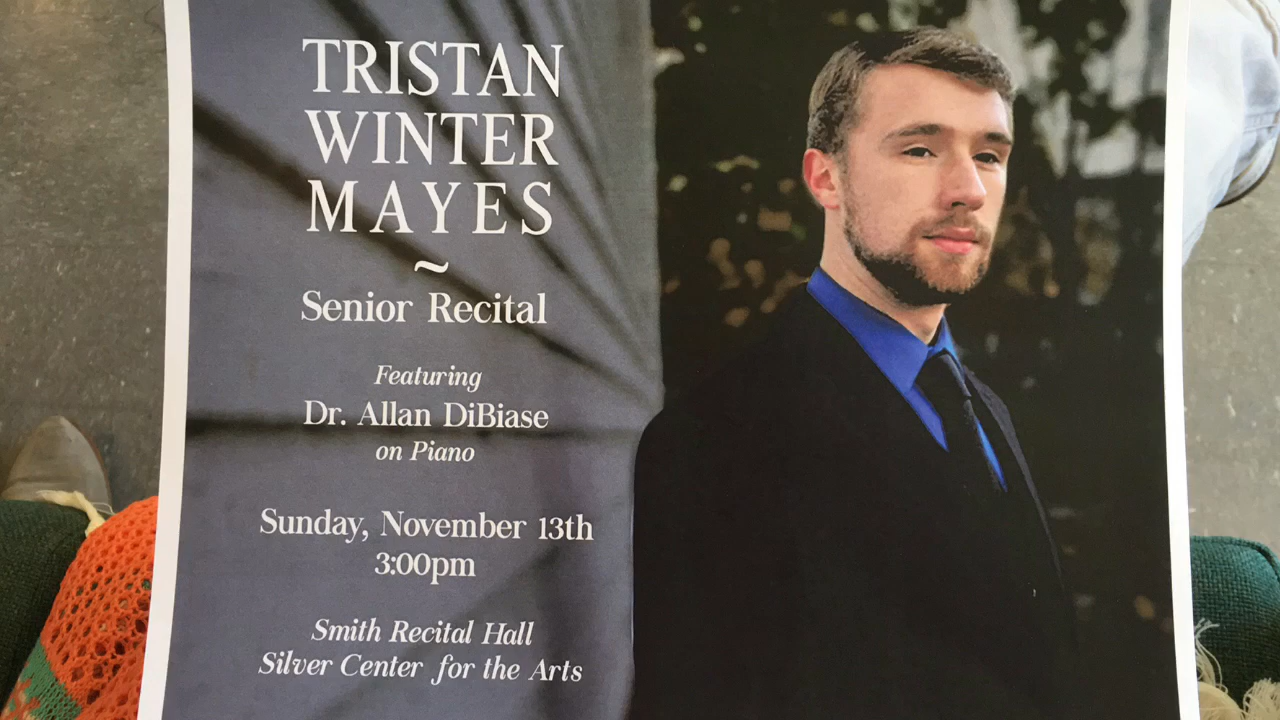 TRISTAN
WINTER
MAYES
~
Senior Recital
Featuring
Dr. Allan DiBiase
on Piano
Sunday, November 13th
3:00pm
Smith Recital Hall
Silver Center for the Arts